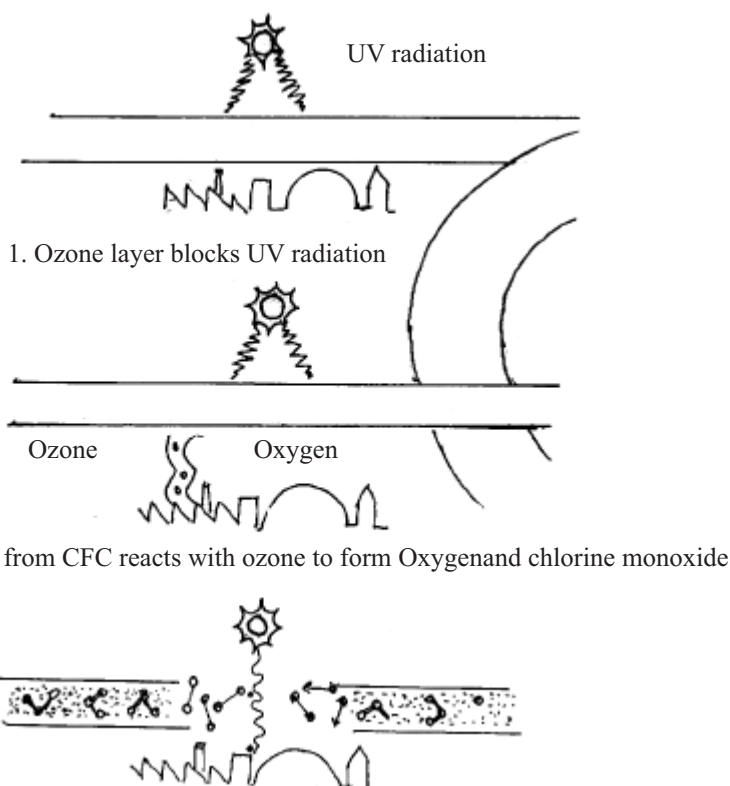 UV radiation
1. Ozone layer blocks UV radiation
Ozone Oxygen
from CFC reacts with ozone to form Oxygenand chlorine monoxide